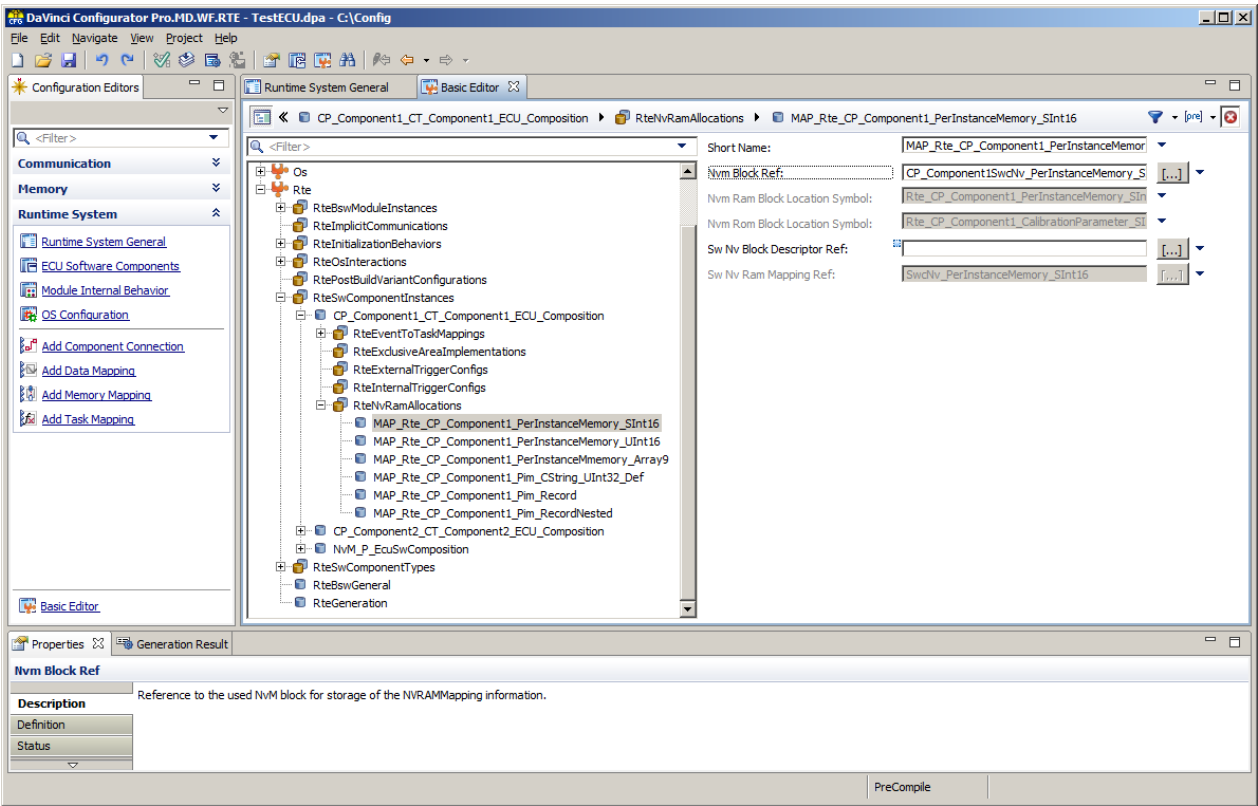 DaVinci Configurator Pro.MD.WF.RTE - TestECU.dpa - C:\Config
File Edit Navigate View Project Help
Configuration Editors
<Filter>
Communication
Memory
Runtime System
Runtime System General
ECU Software Components
Module Internal Behavior
OS Configuration
Add Component Connection
Add Data Mapping
Add Memory Mapping
Add Task Mapping
Basic Editor
Runtime System General
Basic Editor
CP_Component1_CT_Component1_ECU_Composition RteNvRamAllocations MAP_Rte_CP_Component1_PerInstanceMemory_SInt16
[pre]
<Filter>
Os
Rte
RteBswModuleInstances
RteImplicitCommunications
RteInitializationBehaviors
RteOsInteractions
RtePostBuildVariantConfigurations
RteSwComponentInstances
CP_Component1_CT_Component1_ECU_Composition
RteEventToTaskMappings
RteExclusiveAreaImplementations
RteExternalTriggerConfigs
RteInternalTriggerConfigs
RteNvRamAllocations
MAP_Rte_CP_Component1_PerInstanceMemory_SInt16
MAP_Rte_CP_Component1_PerInstanceMemory_UInt16
MAP_Rte_CP_Component1_PerInstanceMmemory_Array9
MAP_Rte_CP_Component1_Pim_CString_UInt32_Def
MAP_Rte_CP_Component1_Pim_Record
MAP_Rte_CP_Component1_Pim_RecordNested
CP_Component2_CT_Component2_ECU_Composition
NvM_P_EcuSwComposition
RteSwComponentTypes
RteBswGeneral
RteGeneration
Short Name: MAP_Rte_CP_Component1_PerInstanceMemor
Nvm Block Ref: CP_Component1SwcNv_PerInstanceMemory_S [...]
Nvm Ram Block Location Symbol: Rte_CP_Component1_PerInstanceMemory_SIn
Nvm Rom Block Location Symbol: Rte_CP_Component1_CalibrationParameter_SI
Sw Nv Block Descriptor Ref: [...]
Sw Nv Ram Mapping Ref: SwcNv_PerInstanceMemory_SInt16 [...]
Properties Generation Result
Nvm Block Ref
Description
Definition
Status
Reference to the used NvM block for storage of the NVRAMMapping information.
PreCompile